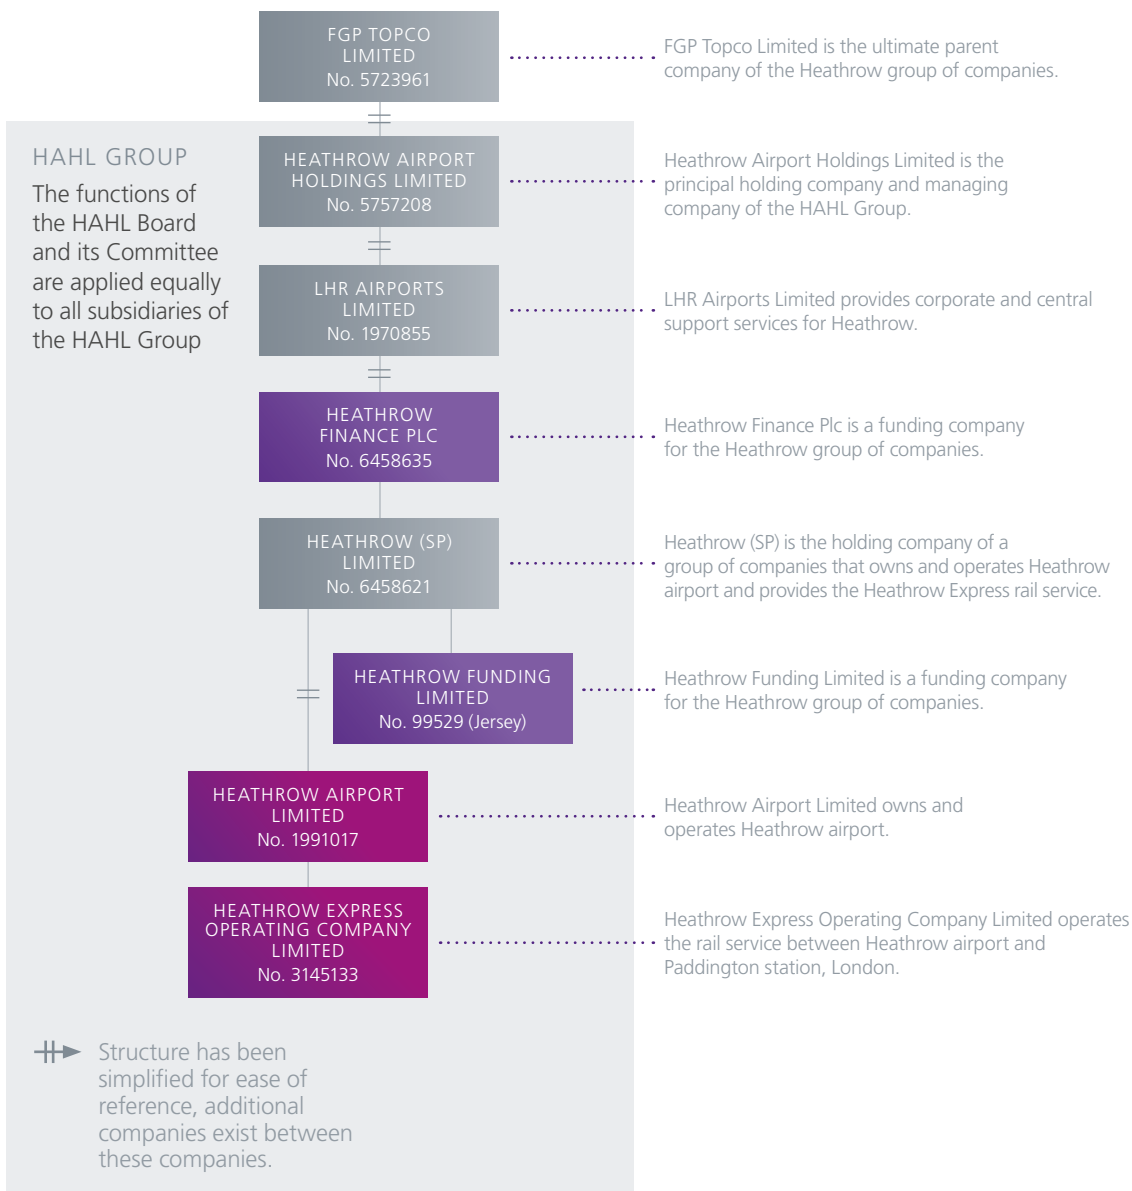 FGP TOPCO
LIMITED
No. 5723961
FGP Topco Limited is the ultimate parent
company of the Heathrow group of companies.
HAHL GROUP
The functions of
the HAHL Board
and its Committee
are applied equally
to all subsidiaries of
the HAHL Group
HEATHROW AIRPORT
HOLDINGS LIMITED
No. 5757208
Heathrow Airport Holdings Limited is the
principal holding company and managing
company of the HAHL Group.
LHR AIRPORTS
LIMITED
No. 1970855
LHR Airports Limited provides corporate and central
support services for Heathrow.
HEATHROW
FINANCE PLC
No. 6458635
Heathrow Finance Plc is a funding company
for the Heathrow group of companies.
HEATHROW (SP)
LIMITED
No. 6458621
Heathrow (SP) is the holding company of a
group of companies that owns and operates Heathrow
airport and provides the Heathrow Express rail service.
HEATHROW FUNDING
LIMITED
No. 99529 (Jersey)
Heathrow Funding Limited is a funding company
for the Heathrow group of companies.
HEATHROW AIRPORT
LIMITED
No. 1991017
Heathrow Airport Limited owns and
operates Heathrow airport.
HEATHROW EXPRESS
OPERATING COMPANY
LIMITED
No. 3145133
Heathrow Express Operating Company Limited operates
the rail service between Heathrow airport and
Paddington station, London.
Structure has been
simplified for ease of
reference, additional
companies exist between
these companies.